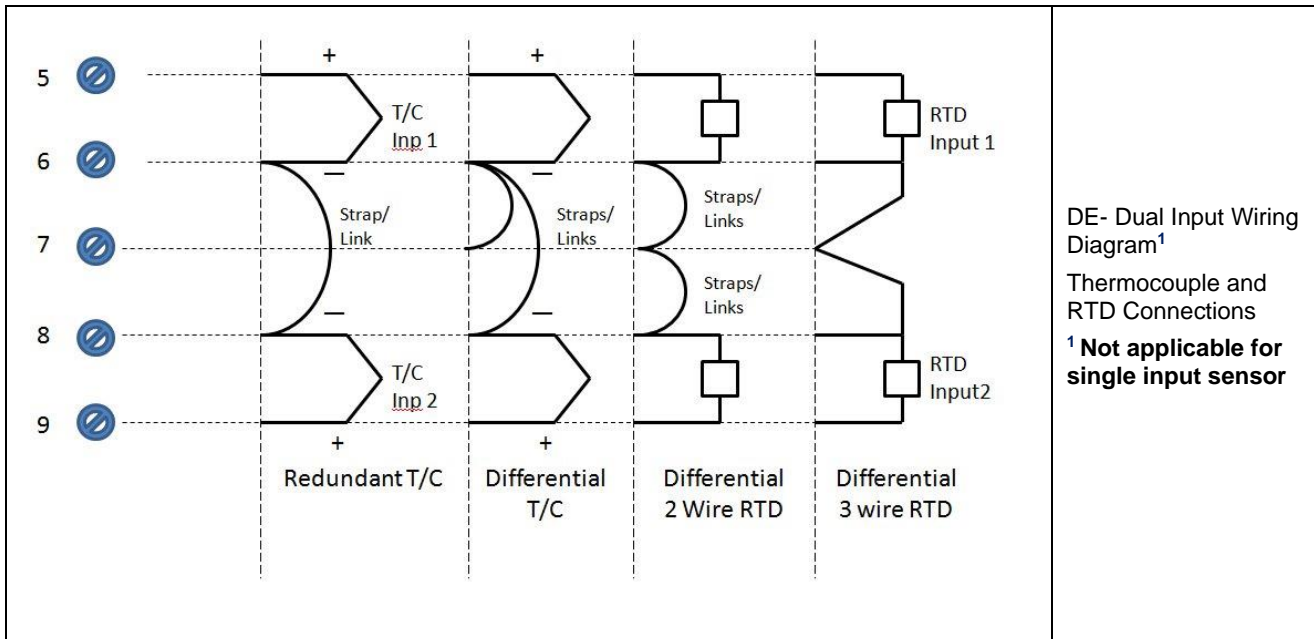 +
+
5
T/C
Inp 1
RTD
Input 1
6
—
—
Strap/
Link
Straps/
Links
Straps/
Links
7
Straps/
Links
—
—
8
T/C
Inp 2
RTD
Input2
9
+
+
Redundant T/C
Differential
T/C
Differential
2 Wire RTD
Differential
3 wire RTD
DE- Dual Input Wiring
Diagram1
Thermocouple and
RTD Connections
1 Not applicable for
single input sensor